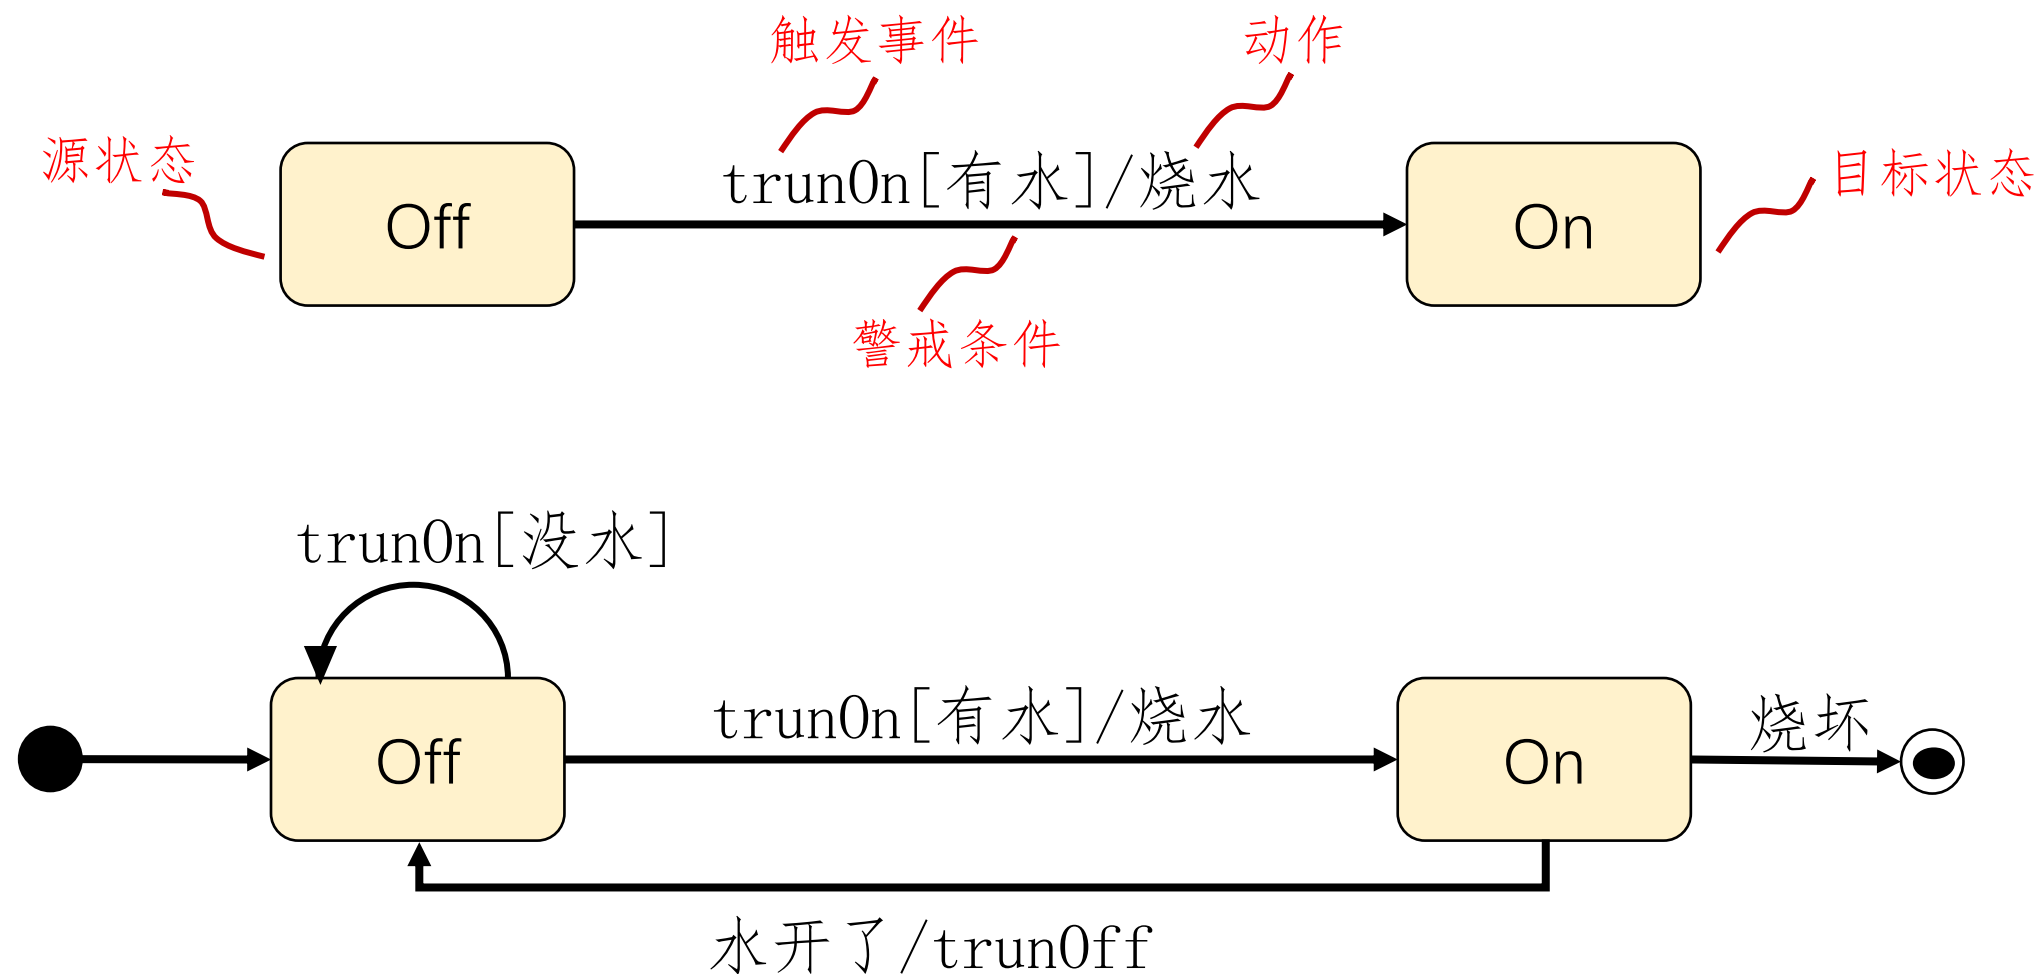 触发事件
动作
源状态
Off
trunOn[有水]/烧水
On
目标状态
警戒条件
trunOn[没水]
Off
trunOn[有水]/烧水
On
烧坏
水开了/trunOff